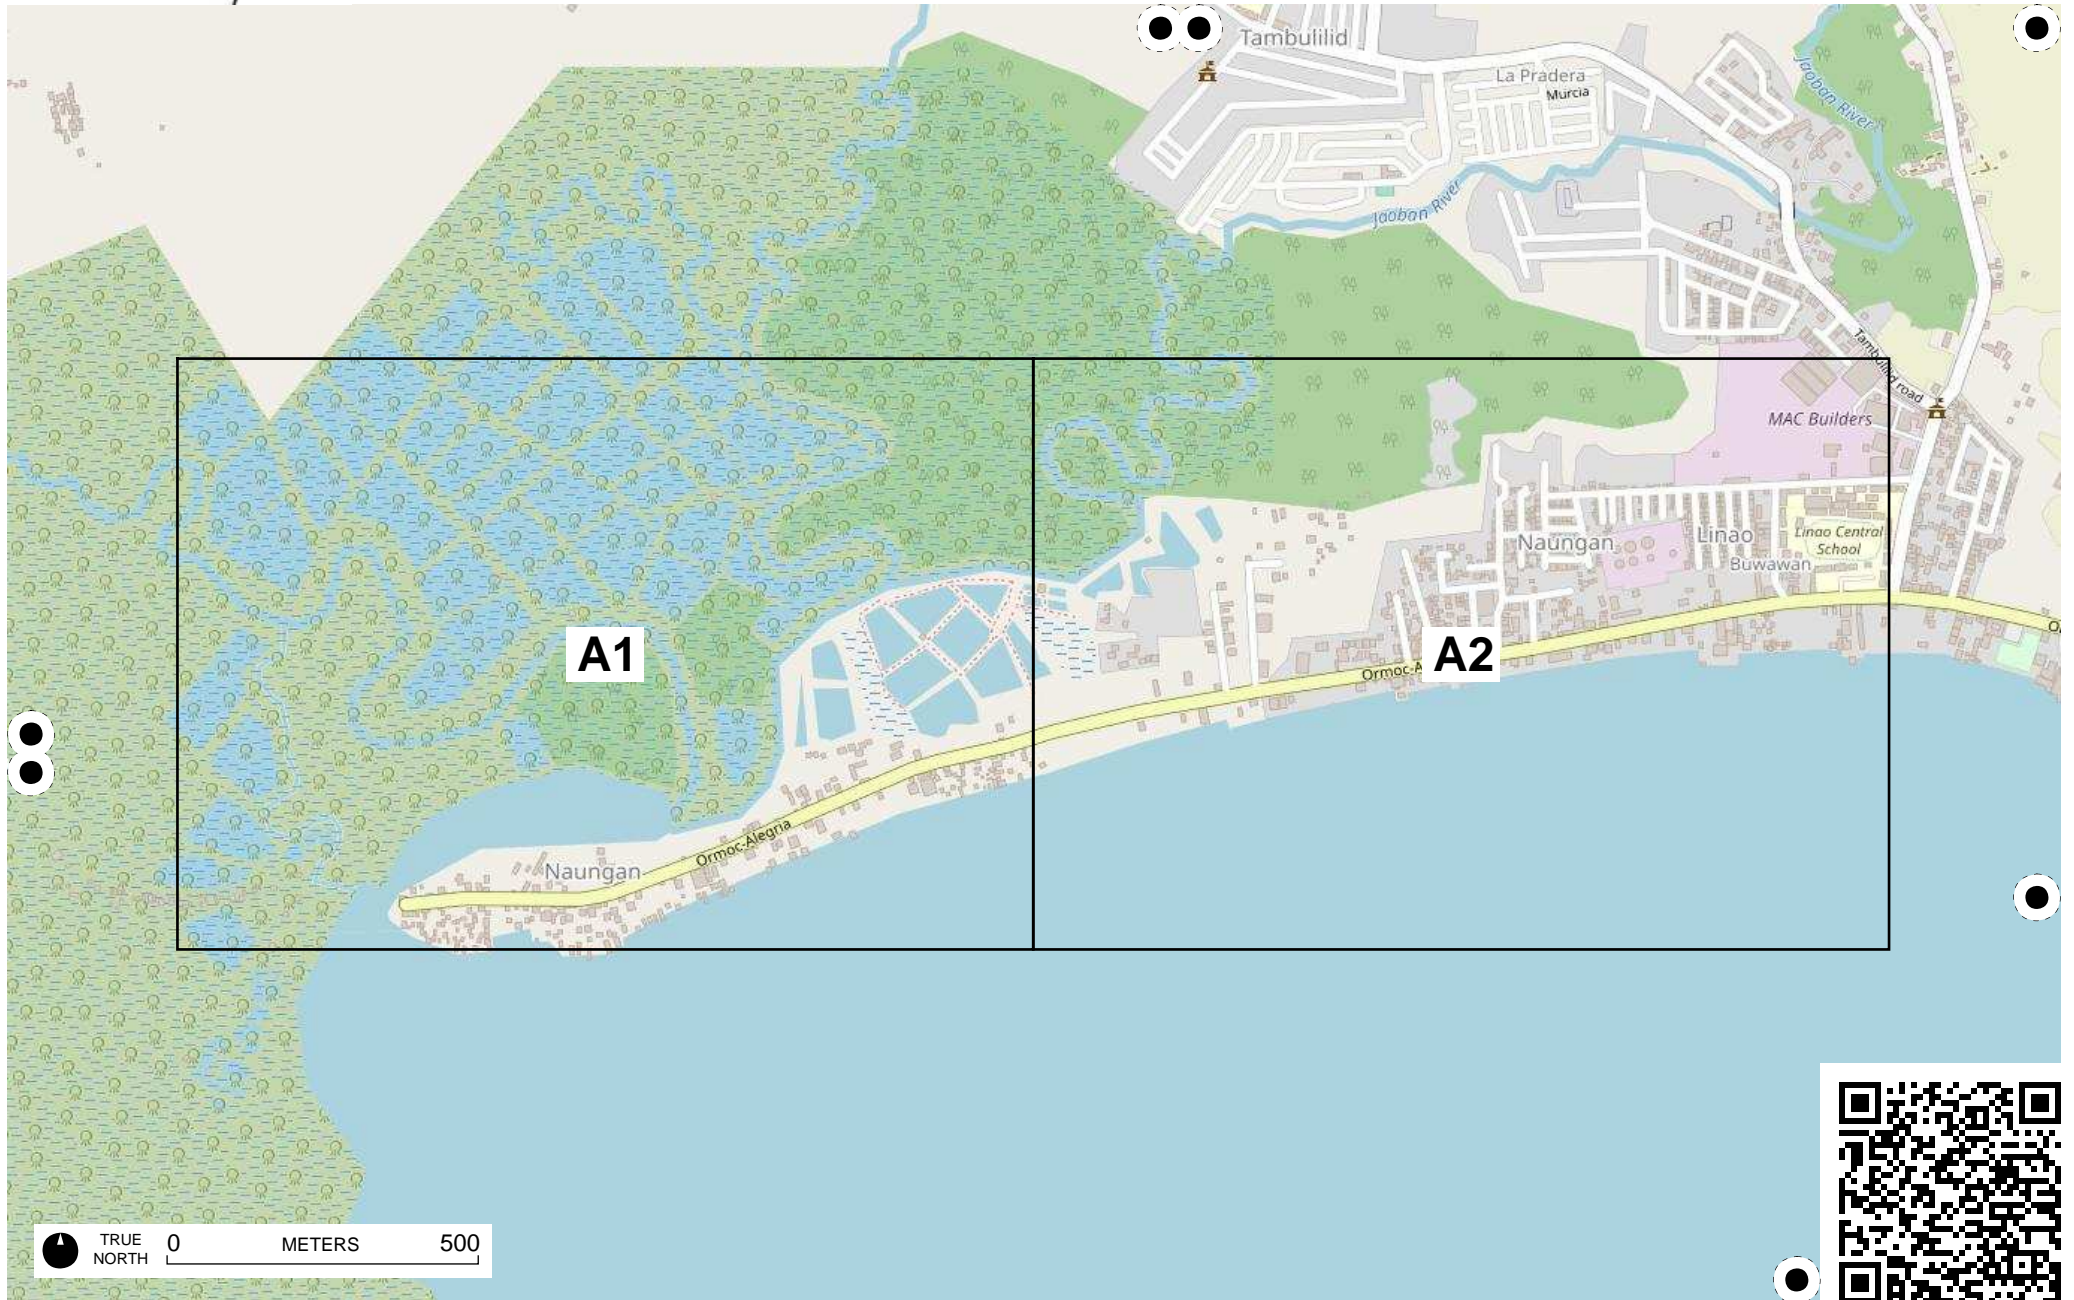 Tambulilid
La Pradera
Murcia
Jaoban River
Jaoban River
Tambulilid road
MAC Builders
Linao Central
School
Naungan
Linao
Buwawan
A1
A2
Ormoc-A
O
Ormoc-Alegria
Naungan
TRUE
NORTH
0 METERS 500